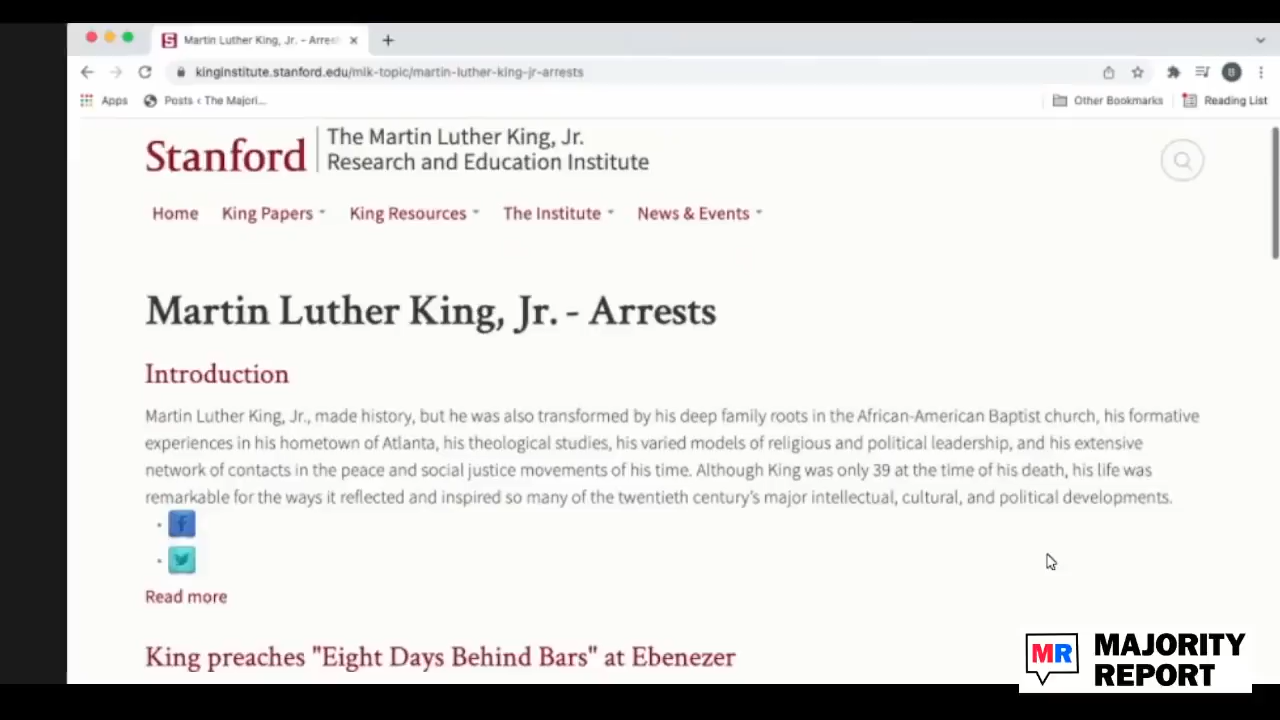 Martin Luther King, Jr. - Arres
kinginstitute.stanford.edu/mlk-topic/martin-luther-king-jr-arrests
B
Apps
Posts ‹ The Majori...
Other Bookmarks
Reading List
Stanford
The Martin Luther King, Jr.
Research and Education Institute
Home
King Papers
King Resources
The Institute
News & Events
Martin Luther King, Jr. - Arrests
Introduction
Martin Luther King, Jr., made history, but he was also transformed by his deep family roots in the African-American Baptist church, his formative
experiences in his hometown of Atlanta, his theological studies, his varied models of religious and political leadership, and his extensive
network of contacts in the peace and social justice movements of his time. Although King was only 39 at the time of his death, his life was
remarkable for the ways it reflected and inspired so many of the twentieth century's major intellectual, cultural, and political developments.
Read more
King preaches "Eight Days Behind Bars" at Ebenezer
MR
MAJORITY
REPORT